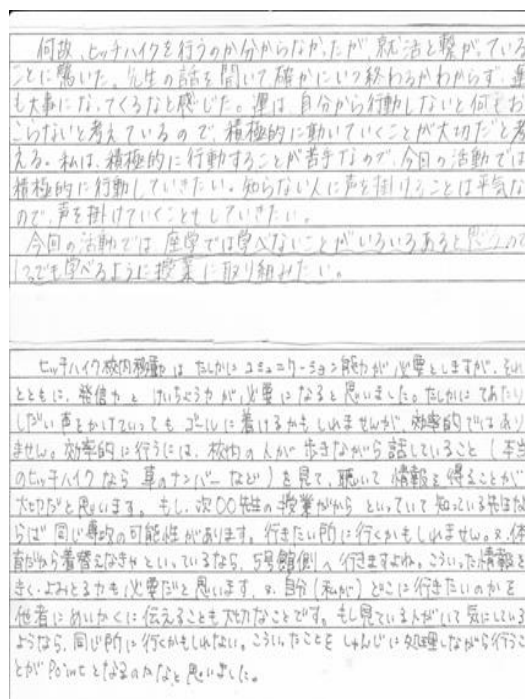 何故、ヒッチハイクを行うのか分からなかったが、就活と繋がっている
ことに驚いた。先生の話を聞いて確かにいつ終わるかわからず、運
も大事になってくるなと感じた。運は、自分から行動しないと何もお
こらないと考えているので、積極的に動いていくことが大切だと考
える。私は、積極的に行動することが苦手なので、今回の活動では
積極的に行動していきたい。知らない人に声を掛けることは平気な
ので、声を掛けていくことをしていきたい。
今回の活動では、座学では学べないことがいろいろあると思うので
でも学べるように授業に取り組みたい。
ヒッチハイク校内移動はたしかにコミュニケーション能力が必要としますが、それ
とともに、発信力とけいちょう力が必要になると思いました。たしかにてあたり
しだい声をかけていってもゴールに着けるかもしれませんが、効率的ではあり
ません。効率的に行うには、校内の人が歩きながら話していること(本当
のヒッチハイクなら車のナンバーなど)を見て、聴いて情報を得ることが
大切だと思います。もし、次〇〇先生の授業だからといっていて知っている先生な
らば同じ専攻の可能性があります。行きたい所に行くかもしれません。又、体
育だから着替えなきゃといっているなら、5号館側へ行きますよね。こういった情報を
きく・よみとる力も必要だと思います。又、自分(私が)どこに行きたいのかを
他者にめいかくに伝えることも大切なことです。もし見ている人がいて気にしている
ようなら、同じ所に行くかもしれない。こういったことをしゅんじに処理しながら行うこ
とがPointとなるのかなと思いました。